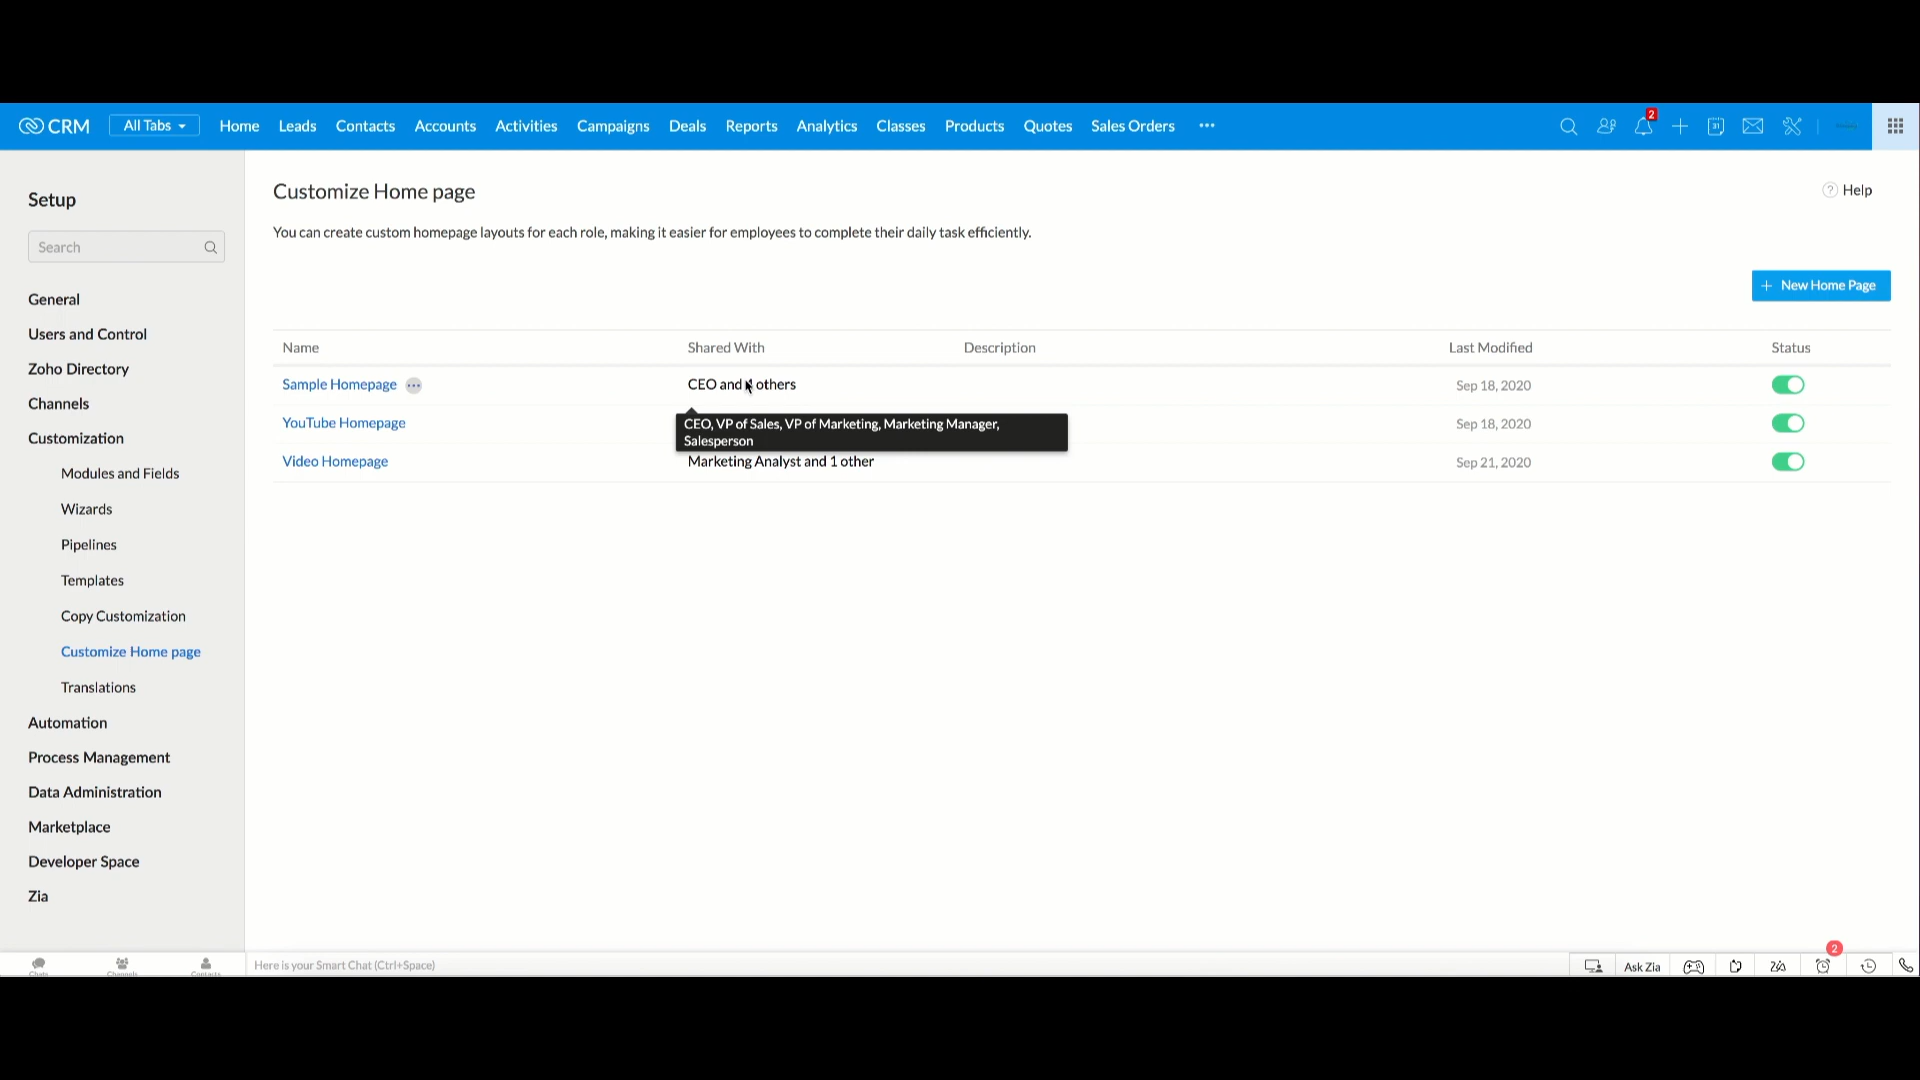 CRM
All Tabs
Home
Leads
Contacts
Accounts
Activities
Campaigns
Deals
Reports
Analytics
Classes
Products
Quotes
Sales Orders
2
31
Setup
Search
General
Users and Control
Zoho Directory
Channels
Customization
Modules and Fields
Wizards
Pipelines
Templates
Copy Customization
Customize Home page
Translations
Automation
Process Management
Data Administration
Marketplace
Developer Space
Zia
Customize Home page
Help
You can create custom homepage layouts for each role, making it easier for employees to complete their daily task efficiently.
+ New Home Page
Name
Shared With
Description
Last Modified
Status
Sample Homepage
CEO and 4 others
Sep 18, 2020
YouTube Homepage
CEO, VP of Sales, VP of Marketing, Marketing Manager,
Salesperson
Sep 18, 2020
Video Homepage
Marketing Analyst and 1 other
Sep 21, 2020
Chats
Channels
Contacts
Here is your Smart Chat (Ctrl+Space)
Ask Zia
2